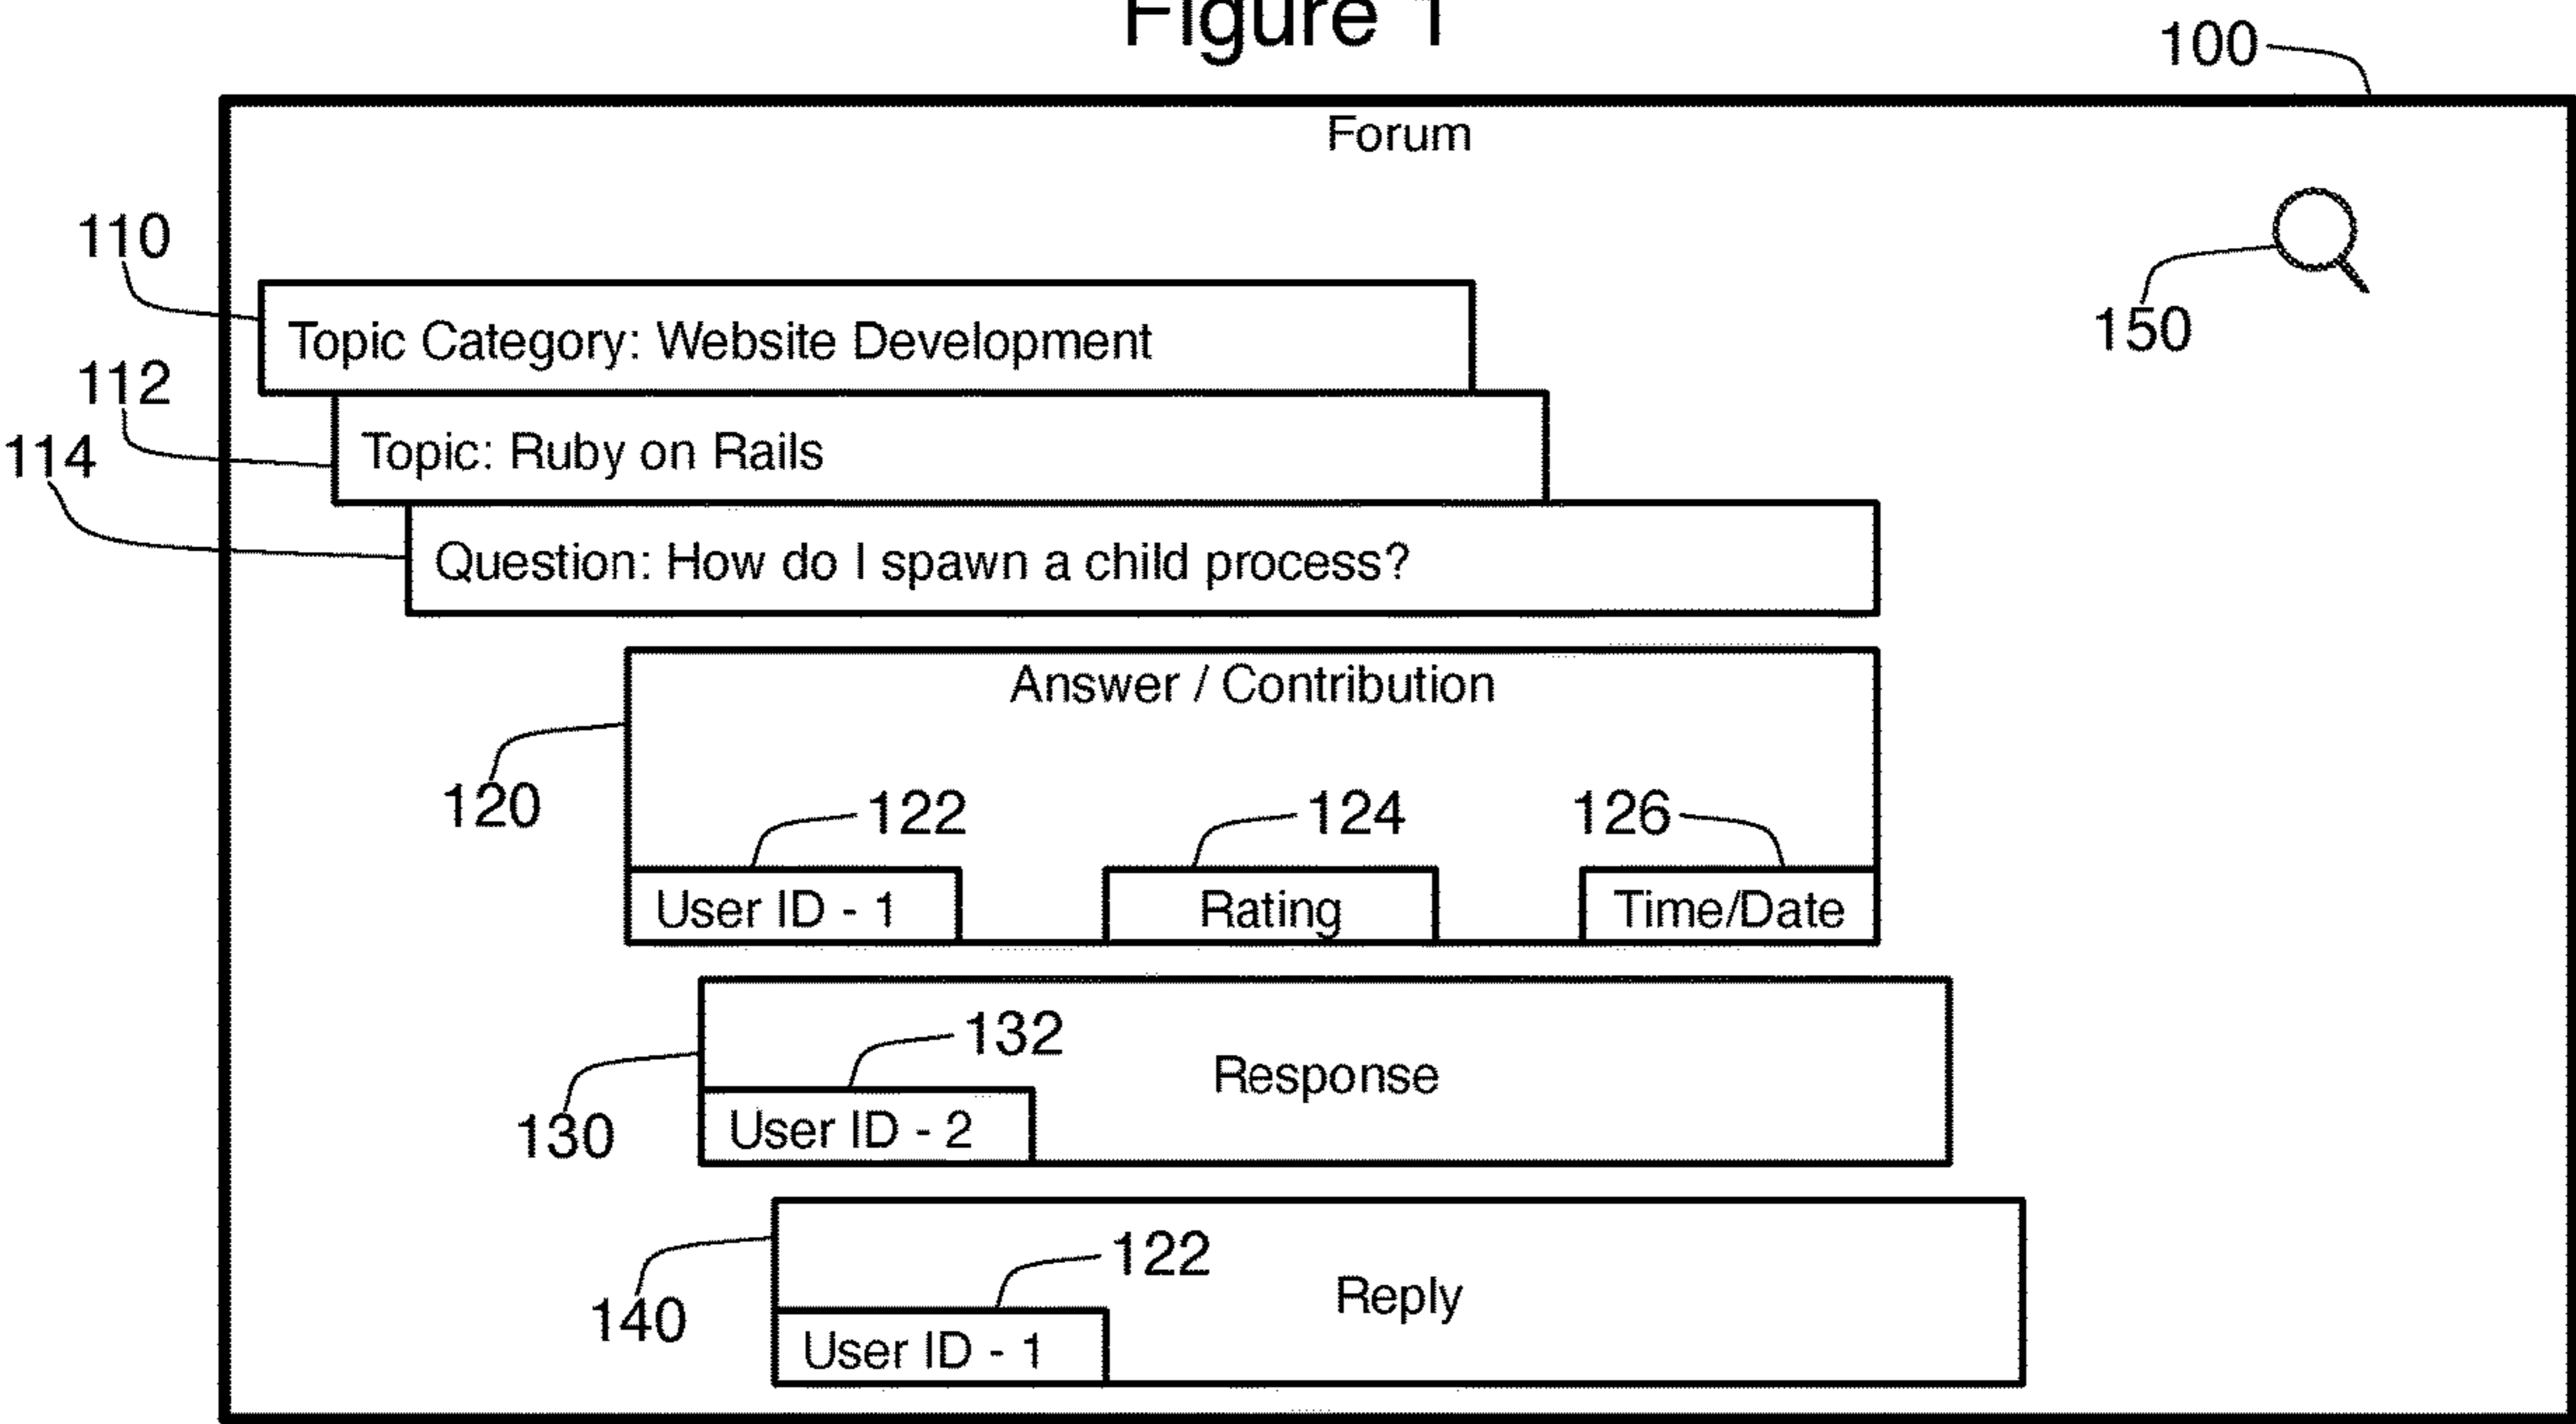 Figure 1
100
Forum
110
150
Topic Category: Website Development
112
Topic: Ruby on Rails
114
Question: How do I spawn a child process?
Answer / Contribution
120
122
124
126
User ID - 1
Rating
Time/Date
132
Response
130
User ID - 2
122
Reply
140
User ID - 1